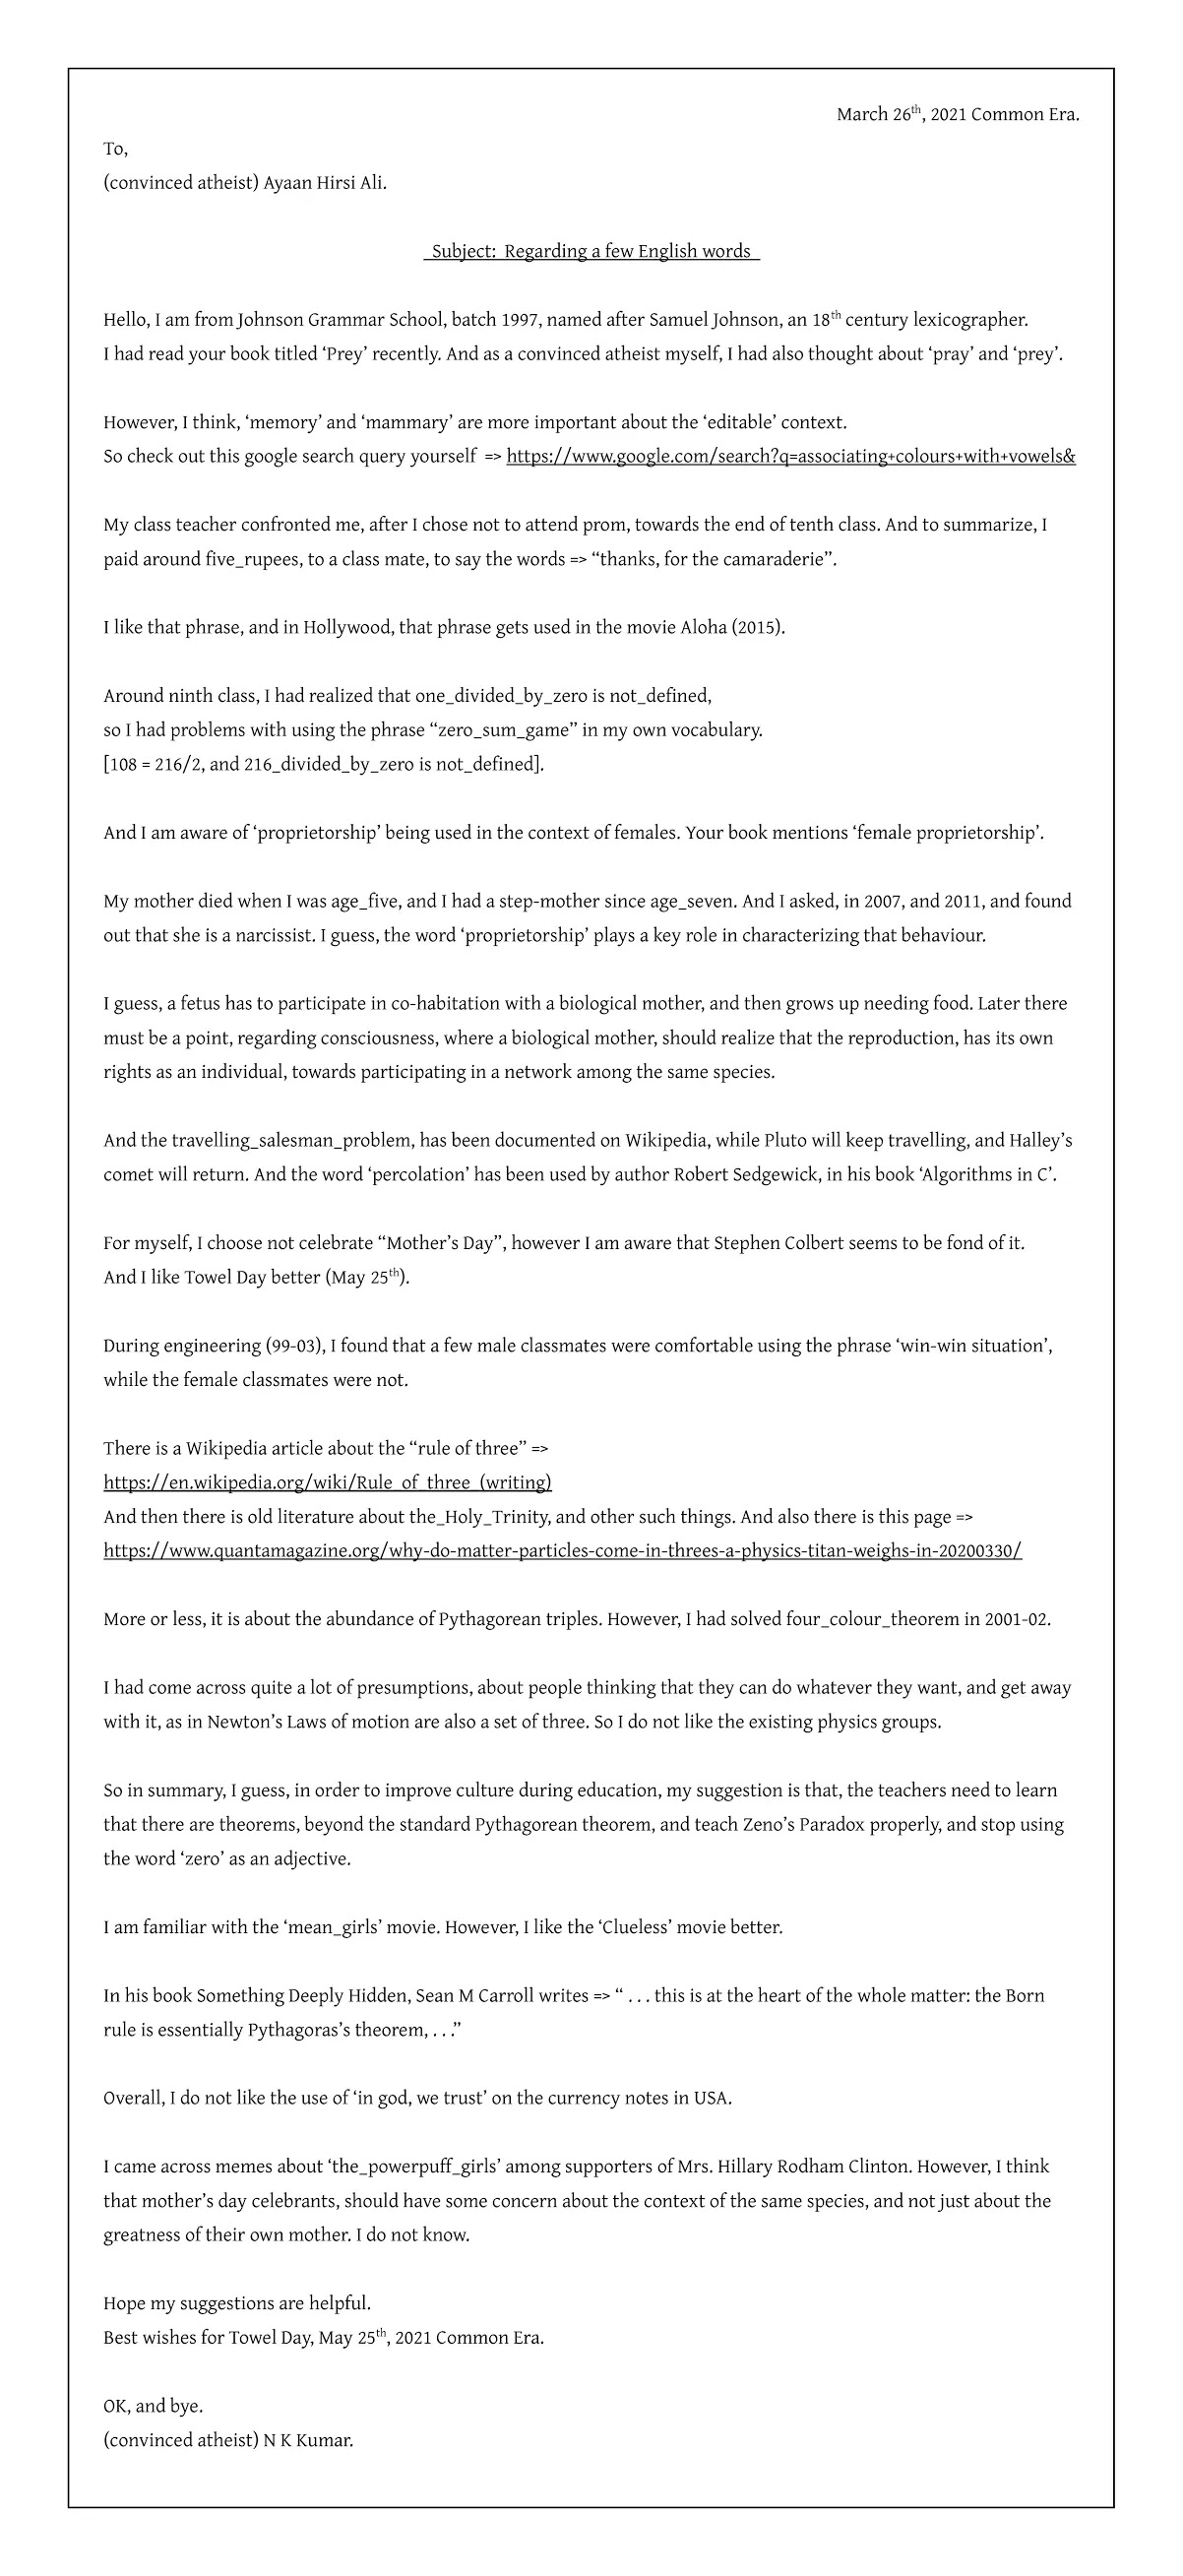 March 26th, 2021 Common Era.
To,
(convinced atheist) Ayaan Hirsi Ali.
Subject: Regarding a few English words
Hello, I am from Johnson Grammar School, batch 1997, named after Samuel Johnson, an 18th century lexicographer.
I had read your book titled ‘Prey’ recently. And as a convinced atheist myself, I had also thought about ‘pray’ and ‘prey’.
However, I think, ‘memory’ and ‘mammary’ are more important about the ‘editable’ context.
So check out this google search query yourself => https://www.google.com/search?q=associating+colours+with+vowels&
My class teacher confronted me, after I chose not to attend prom, towards the end of tenth class. And to summarize, I
paid around five_rupees, to a class mate, to say the words => “thanks, for the camaraderie”.
I like that phrase, and in Hollywood, that phrase gets used in the movie Aloha (2015).
Around ninth class, I had realized that one_divided_by_zero is not_defined,
so I had problems with using the phrase “zero_sum_game” in my own vocabulary.
[108 = 216/2, and 216_divided_by_zero is not_defined].
And I am aware of ‘proprietorship’ being used in the context of females. Your book mentions ‘female proprietorship’.
My mother died when I was age_five, and I had a step-mother since age_seven. And I asked, in 2007, and 2011, and found
out that she is a narcissist. I guess, the word ‘proprietorship’ plays a key role in characterizing that behaviour.
I guess, a fetus has to participate in co-habitation with a biological mother, and then grows up needing food. Later there
must be a point, regarding consciousness, where a biological mother, should realize that the reproduction, has its own
rights as an individual, towards participating in a network among the same species.
And the travelling_salesman_problem, has been documented on Wikipedia, while Pluto will keep travelling, and Halley’s
comet will return. And the word ‘percolation’ has been used by author Robert Sedgewick, in his book ‘Algorithms in C’.
For myself, I choose not celebrate “Mother’s Day”, however I am aware that Stephen Colbert seems to be fond of it.
And I like Towel Day better (May 25th).
During engineering (99-03), I found that a few male classmates were comfortable using the phrase ‘win-win situation’,
while the female classmates were not.
There is a Wikipedia article about the “rule of three” =>
https://en.wikipedia.org/wiki/Rule_of_three_(writing)
And then there is old literature about the_Holy_Trinity, and other such things. And also there is this page =>
https://www.quantamagazine.org/why-do-matter-particles-come-in-threes-a-physics-titan-weighs-in-20200330/
More or less, it is about the abundance of Pythagorean triples. However, I had solved four_colour_theorem in 2001-02.
I had come across quite a lot of presumptions, about people thinking that they can do whatever they want, and get away
with it, as in Newton’s Laws of motion are also a set of three. So I do not like the existing physics groups.
So in summary, I guess, in order to improve culture during education, my suggestion is that, the teachers need to learn
that there are theorems, beyond the standard Pythagorean theorem, and teach Zeno’s Paradox properly, and stop using
the word ‘zero’ as an adjective.
I am familiar with the ‘mean_girls’ movie. However, I like the ‘Clueless’ movie better.
In his book Something Deeply Hidden, Sean M Carroll writes => “ . . . this is at the heart of the whole matter: the Born
rule is essentially Pythagoras’s theorem, . . .”
Overall, I do not like the use of ‘in god, we trust’ on the currency notes in USA.
I came across memes about ‘the_powerpuff_girls’ among supporters of Mrs. Hillary Rodham Clinton. However, I think
that mother’s day celebrants, should have some concern about the context of the same species, and not just about the
greatness of their own mother. I do not know.
Hope my suggestions are helpful.
Best wishes for Towel Day, May 25th, 2021 Common Era.
OK, and bye.
(convinced atheist) N K Kumar.